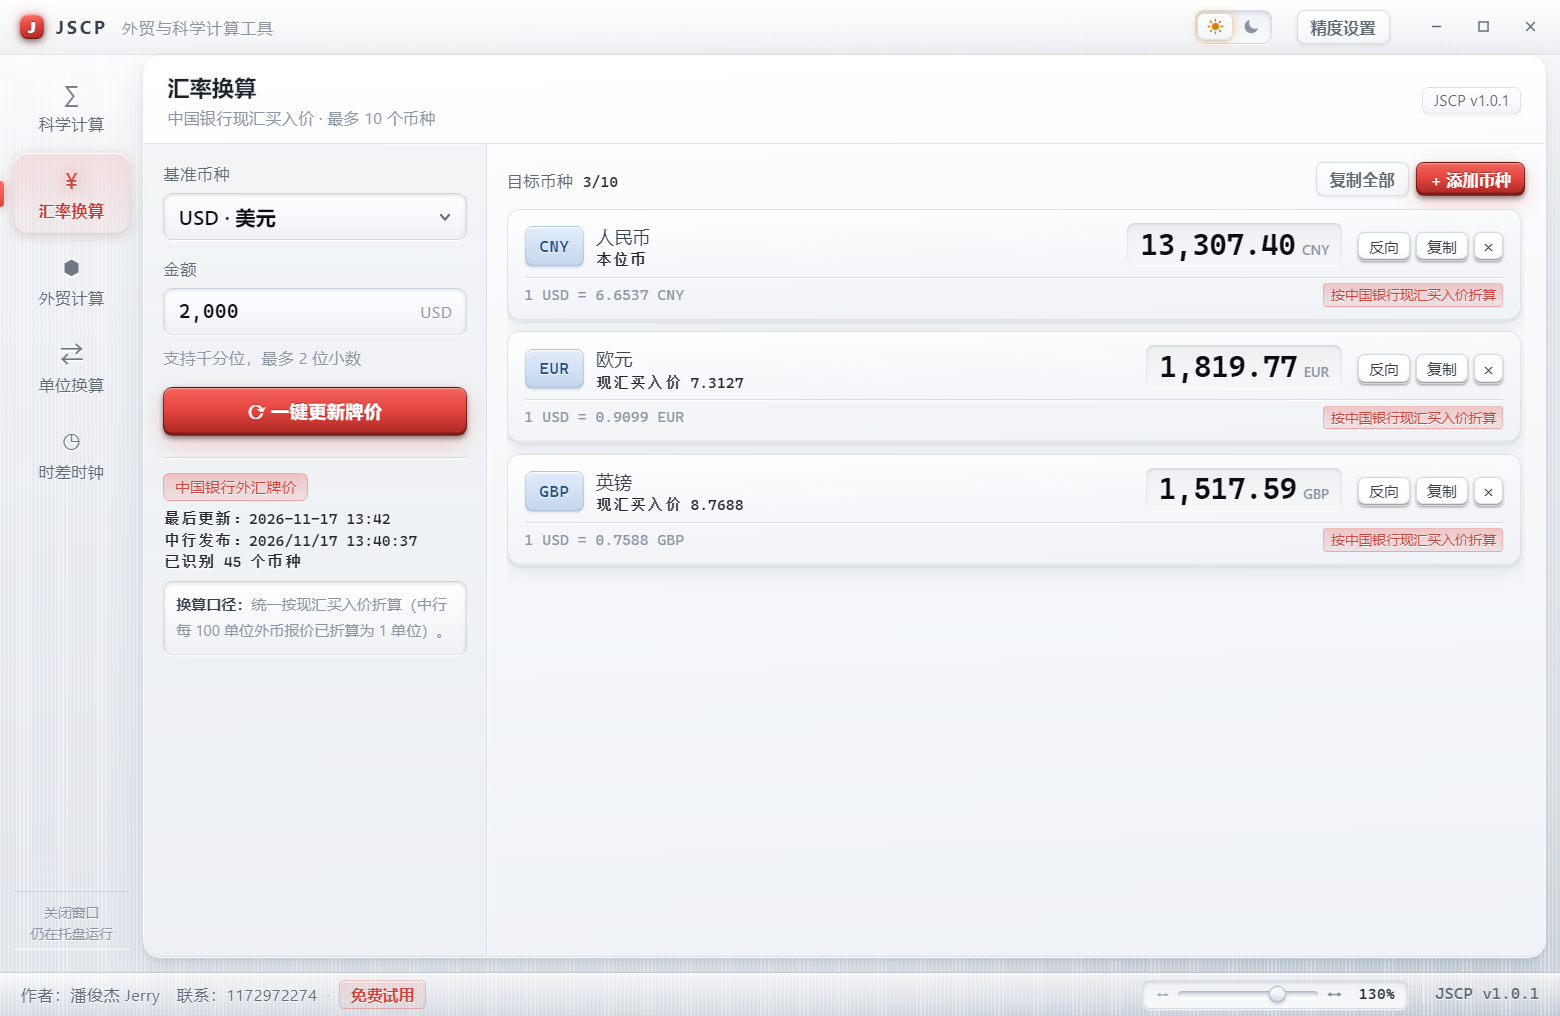 J JSCP 外贸与科学计算工具
精度设置
∑
科学计算
¥
汇率换算
外贸计算
单位换算
时差时钟
关闭窗口
仍在托盘运行
汇率换算
中国银行现汇买入价 · 最多 10 个币种
JSCP v1.0.1
基准币种
USD · 美元
金额
2,000 USD
支持千分位，最多 2 位小数
⟳ 一键更新牌价
中国银行外汇牌价
最后更新：2026-11-17 13:42
中行发布：2026/11/17 13:40:37
已识别 45 个币种
换算口径：统一按现汇买入价折算（中行
每 100 单位外币报价已折算为 1 单位）。
目标币种 3/10
复制全部
+ 添加币种
CNY 人民币
本位币
13,307.40 CNY
反向 复制 ×
1 USD = 6.6537 CNY
按中国银行现汇买入价折算
EUR 欧元
现汇买入价 7.3127
1,819.77 EUR
反向 复制 ×
1 USD = 0.9099 EUR
按中国银行现汇买入价折算
GBP 英镑
现汇买入价 8.7688
1,517.59 GBP
反向 复制 ×
1 USD = 0.7588 GBP
按中国银行现汇买入价折算
作者：潘俊杰 Jerry 联系：1172972274 · 免费试用
130%
JSCP v1.0.1